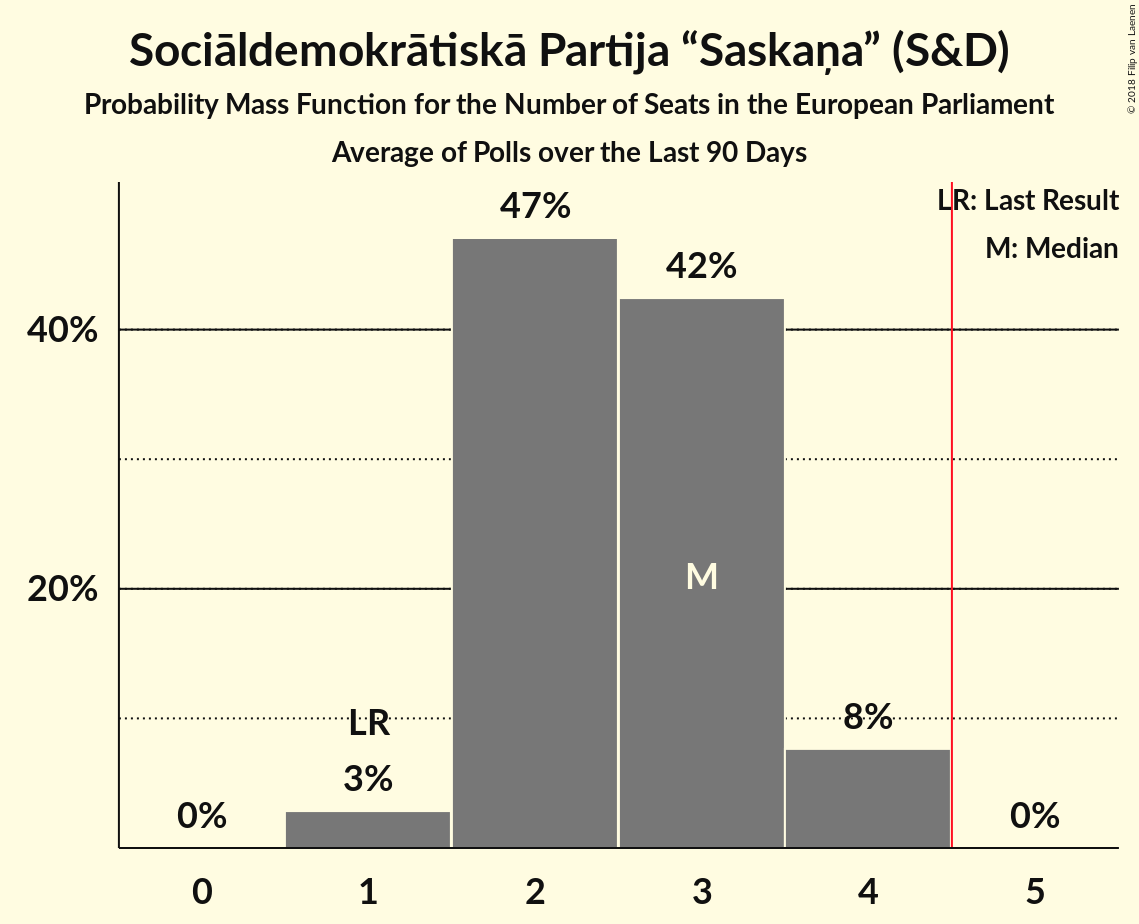 Sociāldemokrātiskā Partija “Saskaņa” (S&D)
Probability Mass Function for the Number of Seats in the European Parliament
Average of Polls over the Last 90 Days
© 2018 Filip van Laenen
LR: Last Result
M: Median
47%
42%
40%
M
20%
LR
8%
3%
0%
0%
0 1 2 3 4 5